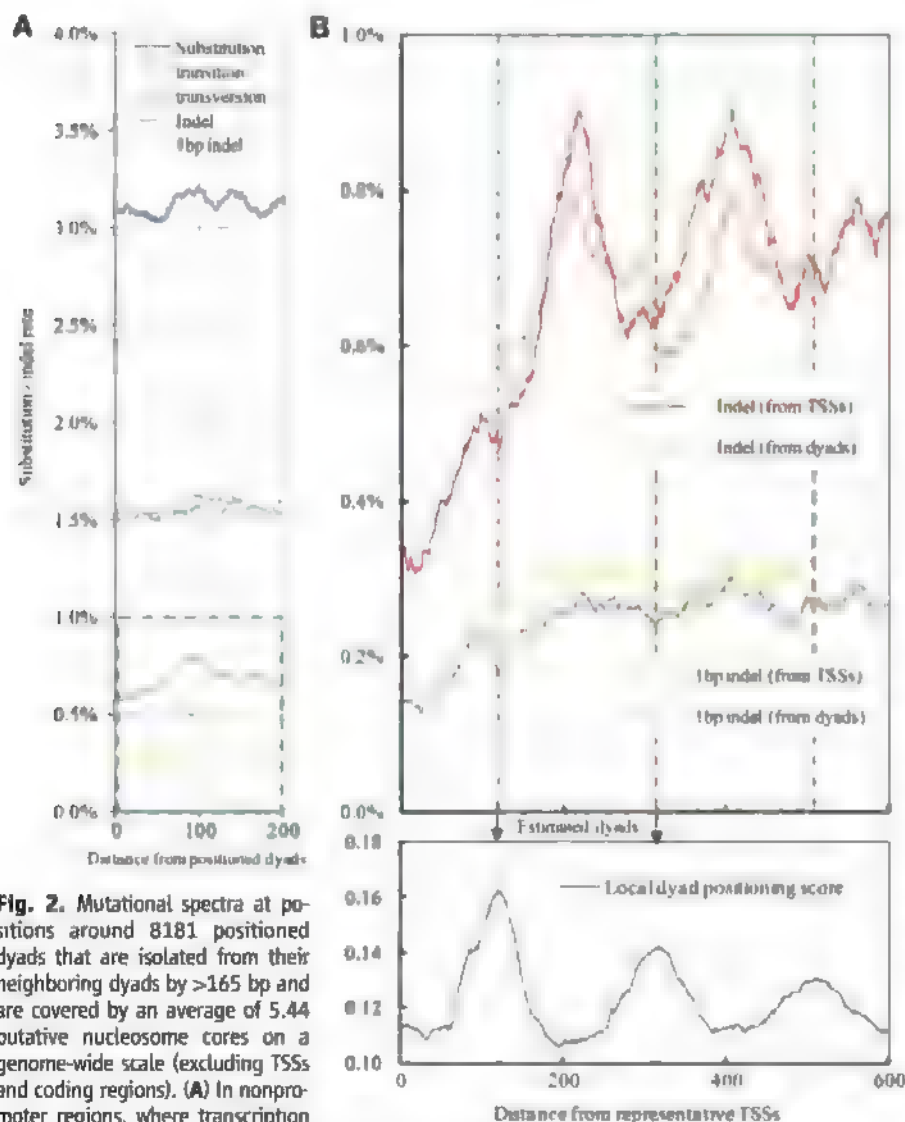 A
4.0%
3.5%
3.0%
2.5%
2.0%
1.5%
1.0%
0.5%
0.0%
Substitution / indel rate
Substitution
transition
transversion
Indel
1bp indel
0
100
200
Distance from positioned dyads
B
1.0%
0.8%
0.6%
0.4%
0.2%
0.0%
Indel (from TSSs)
Indel (from dyads)
1bp indel (from TSSs)
1bp indel (from dyads)
Estimated dyads
0.18
0.16
0.14
0.12
0.10
Local dyad positioning score
0
200
400
600
Distance from representative TSSs
Fig. 2. Mutational spectra at po-
sitions around 8181 positioned
dyads that are isolated from their
neighboring dyads by >165 bp and
are covered by an average of 5.44
putative nucleosome cores on a
genome-wide scale (excluding TSSs
and coding regions). (A) In nonpro-
moter regions, where transcription